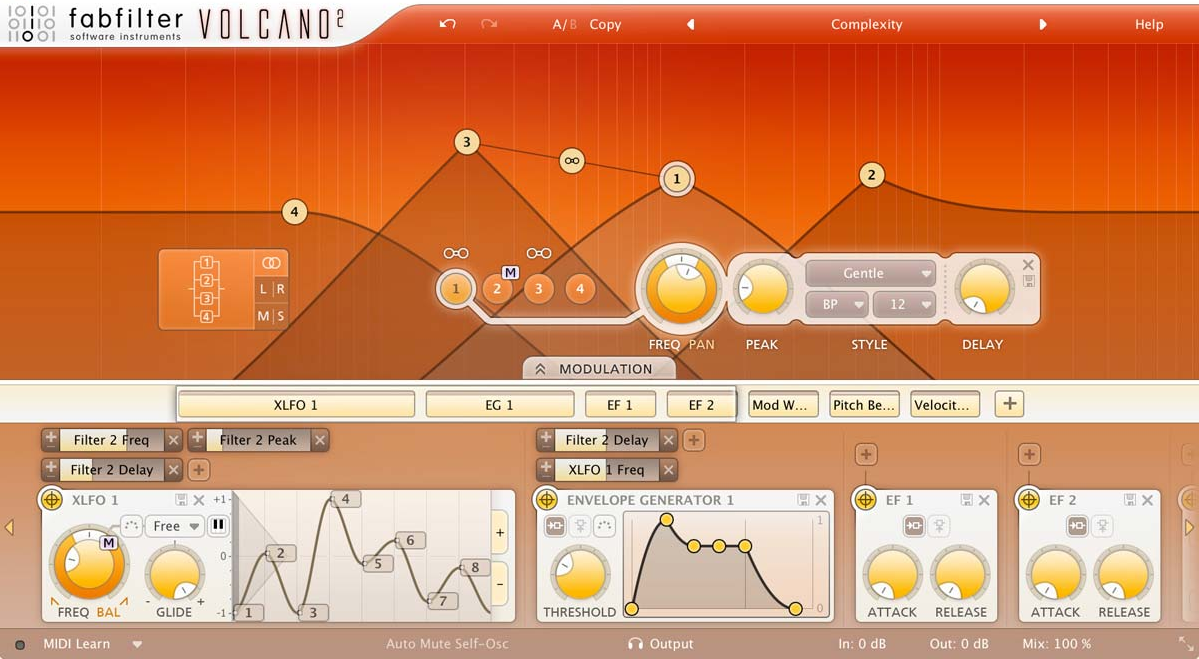 fabfilter VOLCANO 2
software instruments
A/B Copy Complexity Help
3
1
2
4
1
2
3
4
L R
M S
M
1 2 3 4
Gentle
BP 12
FREQ PAN PEAK STYLE DELAY
MODULATION
XLFO 1 EG 1 EF 1 EF 2 Mod W... Pitch Be... Velocit... +
+ Filter 2 Freq + Filter 2 Peak + Filter 2 Delay +
+ Filter 2 Delay + + XLFO 1 Freq + +
XLFO 1 +1 ENVELOPE GENERATOR 1 EF 1 EF 2
Free
M
0
-1
1 2 3 4 5 6 7 8
+
-
1
0
- +
FREQ BAL GLIDE THRESHOLD ATTACK RELEASE ATTACK RELEASE
MIDI Learn Auto Mute Self-Osc Output In: 0 dB Out: 0 dB Mix: 100 %